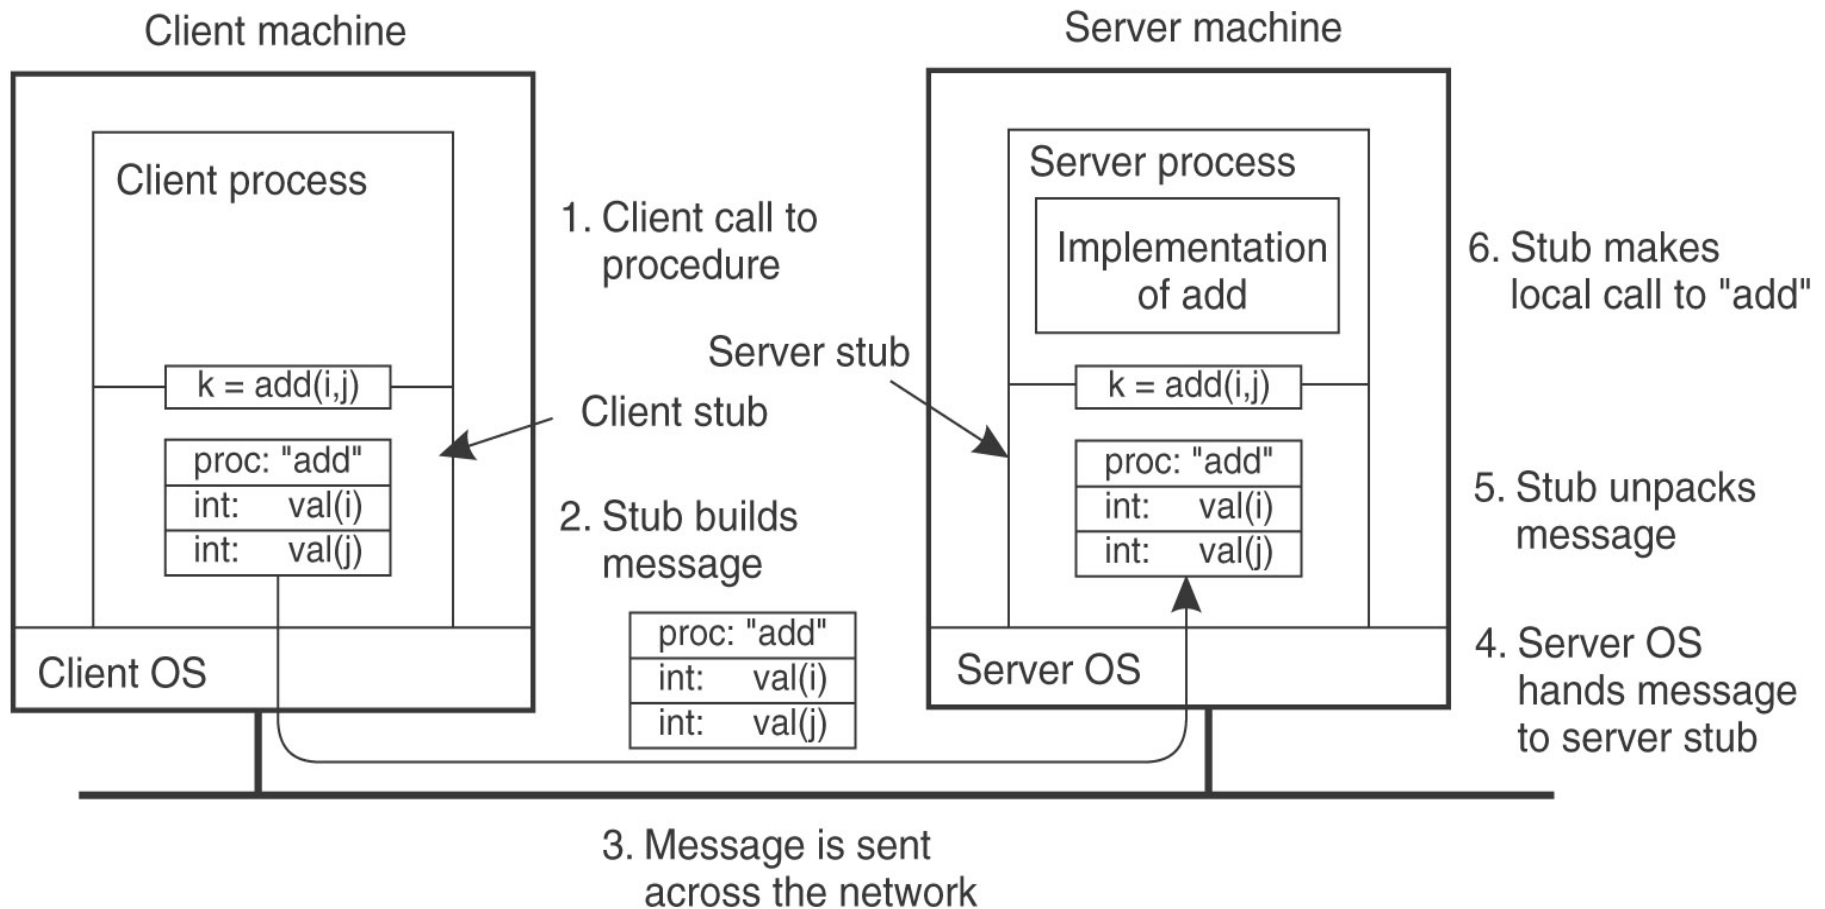 Client machine
Client process
k = add(i,j)
proc: "add"
int: val(i)
int: val(j)
Client OS
1. Client call to
procedure
Client stub
2. Stub builds
message
proc: "add"
int: val(i)
int: val(j)
3. Message is sent
across the network
Server machine
Server process
Implementation
of add
Server stub
k = add(i,j)
proc: "add"
int: val(i)
int: val(j)
Server OS
6. Stub makes
local call to "add"
5. Stub unpacks
message
4. Server OS
hands message
to server stub